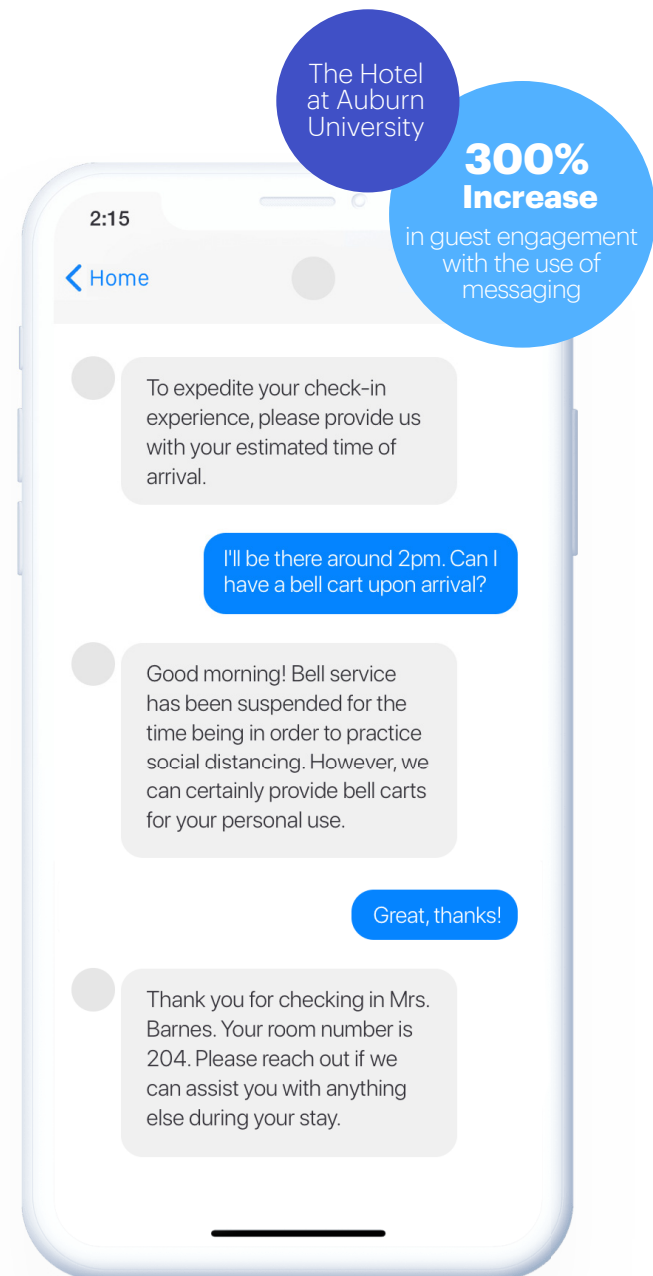 The Hotel
at Auburn
University
300%
Increase
in guest engagement
with the use of
messaging
2:15
Home
To expedite your check-in
experience, please provide us
with your estimated time of
arrival.
I'll be there around 2pm. Can I
have a bell cart upon arrival?
Good morning! Bell service
has been suspended for the
time being in order to practice
social distancing. However, we
can certainly provide bell carts
for your personal use.
Great, thanks!
Thank you for checking in Mrs.
Barnes. Your room number is
204. Please reach out if we
can assist you with anything
else during your stay.